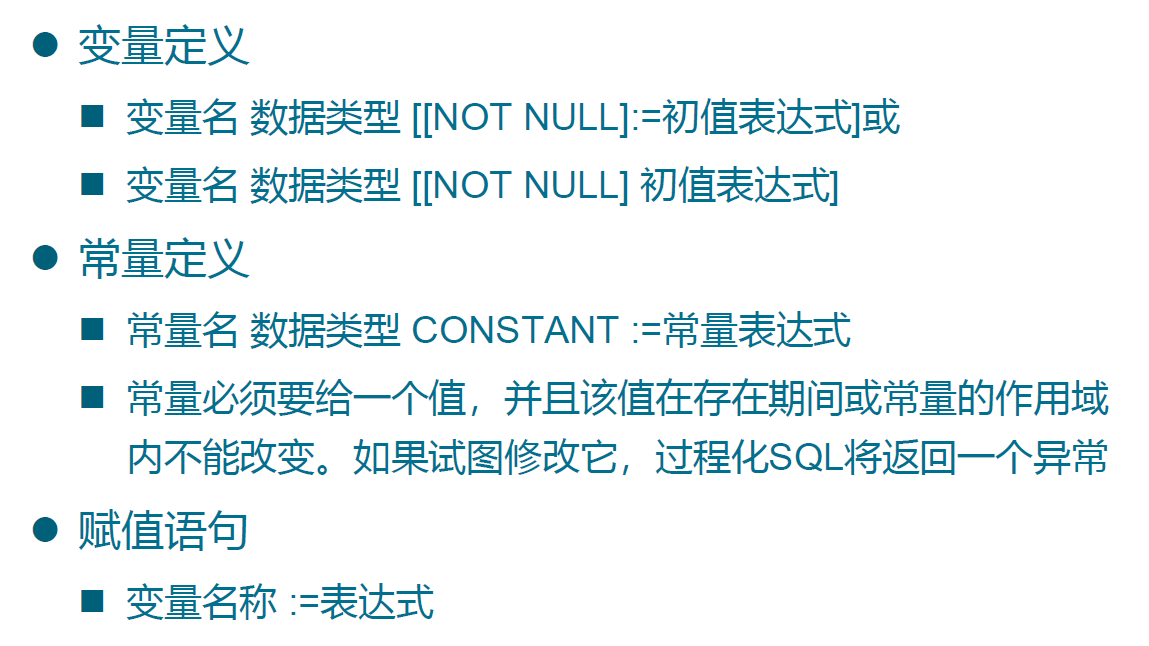 变量定义
变量名 数据类型 [[NOT NULL]:=初值表达式]或
变量名 数据类型 [[NOT NULL] 初值表达式]
常量定义
常量名 数据类型 CONSTANT :=常量表达式
常量必须要给一个值，并且该值在存在期间或常量的作用域
内不能改变。如果试图修改它，过程化SQL将返回一个异常
赋值语句
变量名称 :=表达式